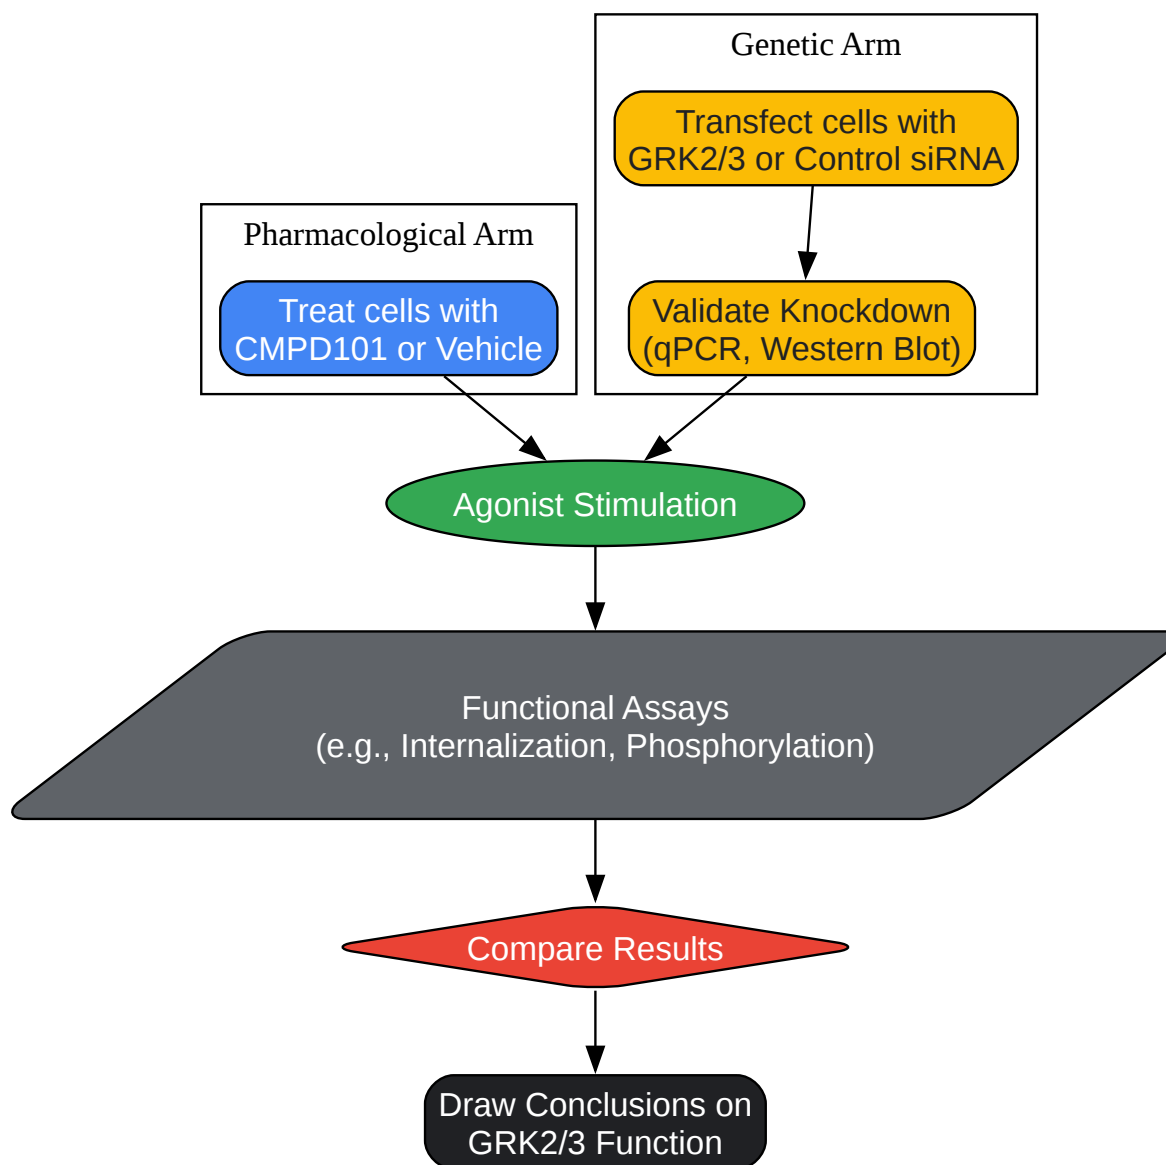 Genetic Arm
Transfect cells with
GRK2/3 or Control siRNA
Pharmacological Arm
Treat cells with
CMPD101 or Vehicle
Validate Knockdown
(qPCR, Western Blot)
Agonist Stimulation
Functional Assays
(e.g., Internalization, Phosphorylation)
Compare Results
Draw Conclusions on
GRK2/3 Function